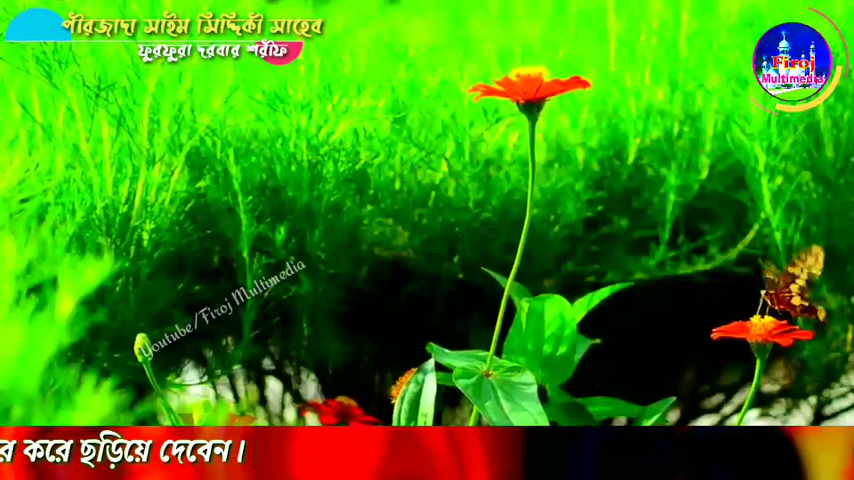 পীরজাদা সাইম সিদ্দিকী সাহেব
ফুরফুরা দরবার শরীফ
Firoj
Multimedia
Youtube/Firoj Multimedia
র করে ছড়িয়ে দেবেন।